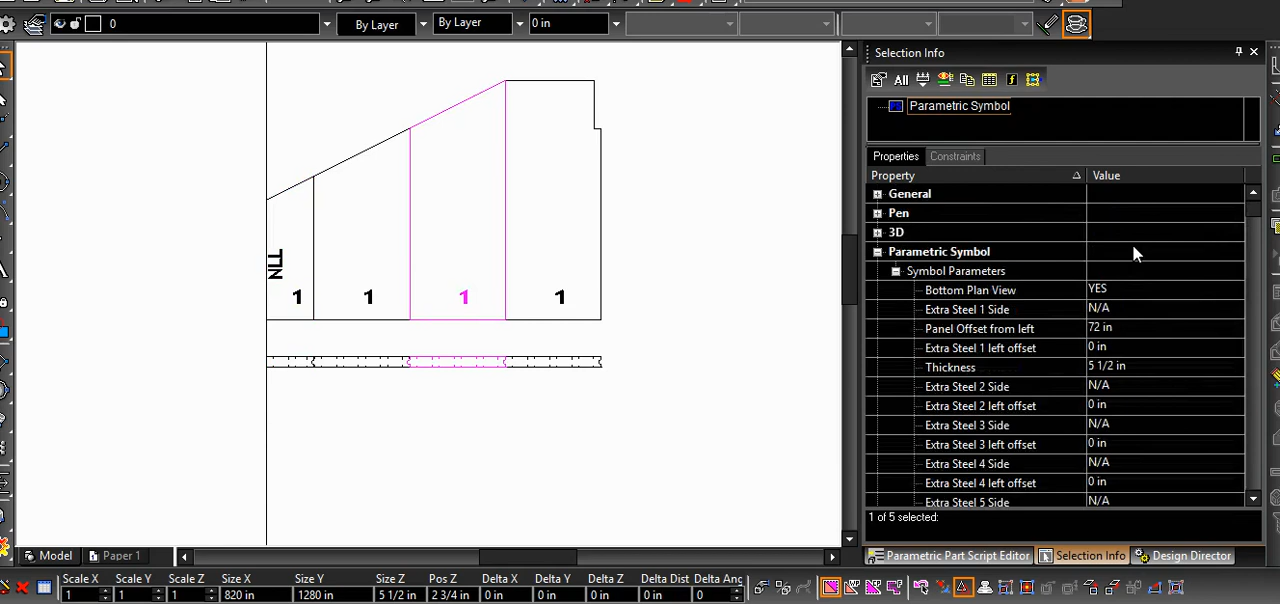 0
By Layer
By Layer
0 in
Selection Info
All
Parametric Symbol
Properties
Constraints
Property
Value
General
Pen
3D
Parametric Symbol
Symbol Parameters
Bottom Plan View YES
Extra Steel 1 Side N/A
Panel Offset from left 72 in
Extra Steel 1 left offset 0 in
Thickness 5 1/2 in
Extra Steel 2 Side N/A
Extra Steel 2 left offset 0 in
Extra Steel 3 Side N/A
Extra Steel 3 left offset 0 in
Extra Steel 4 Side N/A
Extra Steel 4 left offset 0 in
Extra Steel 5 Side N/A
1 of 5 selected:
NLL
1 1 1 1
Model
Paper 1
Parametric Part Script Editor
Selection Info
Design Director
Scale X Scale Y Scale Z Size X Size Y Size Z Pos Z Delta X Delta Y Delta Z Delta Dist Delta Ang
1 1 1 820 in 1280 in 5 1/2 in 2 3/4 in 0 in 0 in 0 in 0 in 0